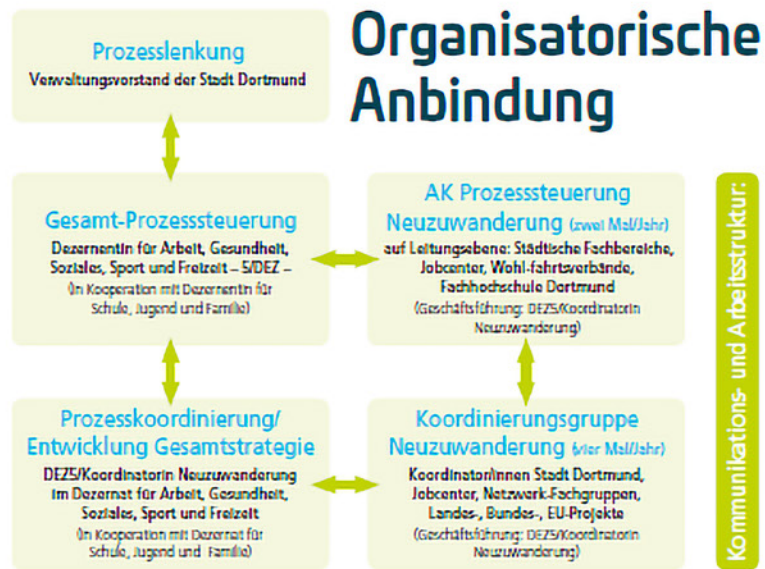 Organisatorische
Anbindung
Prozesslenkung
Verwaltungsvorstand der Stadt Dortmund
Gesamt-Prozesssteuerung
Dezernentin für Arbeit, Gesundheit,
Soziales, Sport und Freizeit – 5/DEZ –
(in Kooperation mit Dezernentin für
Schule, Jugend und Familie)
AK Prozesssteuerung
Neuzuwanderung (zwei Mal/Jahr)
auf Leitungsebene: Städtische Fachbereiche,
Jobcenter, Wohl-fahrtsverbände,
Fachhochschule Dortmund
(Geschäftsführung: DEZ5/Koordinatorin
Neuzuwanderung)
Prozesskoordinierung/
Entwicklung Gesamtstrategie
DEZ5/Koordinatorin Neuzuwanderung
im Dezernat für Arbeit, Gesundheit,
Soziales, Sport und Freizeit
(in Kooperation mit Dezernat für
Schule, Jugend und Familie)
Koordinierungsgruppe
Neuzuwanderung (vier Mal/Jahr)
Koordinator/innen Stadt Dortmund,
Jobcenter, Netzwerk-Fachgruppen,
Landes-, Bundes-, EU-Projekte
(Geschäftsführung: DEZ5/Koordinatorin
Neuzuwanderung)
Kommunikations- und Arbeitsstruktur: